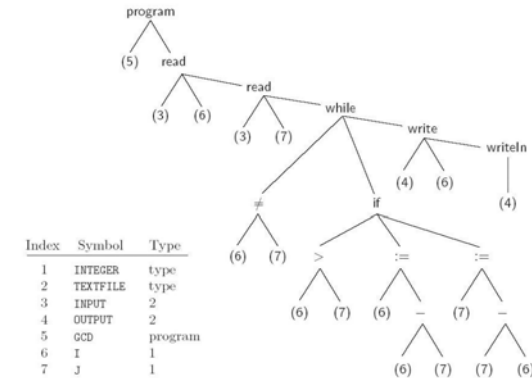 program
(5) read
read
(3) (6)
while
(3) (7)
write
writeln
(4) (6)
(4)
≠
if
(6) (7)
> := :=
(6) (7) (6) − (7) −
(6) (7) (7) (6)
Index Symbol Type
1 INTEGER type
2 TEXTFILE type
3 INPUT 2
4 OUTPUT 2
5 GCD program
6 I 1
7 J 1